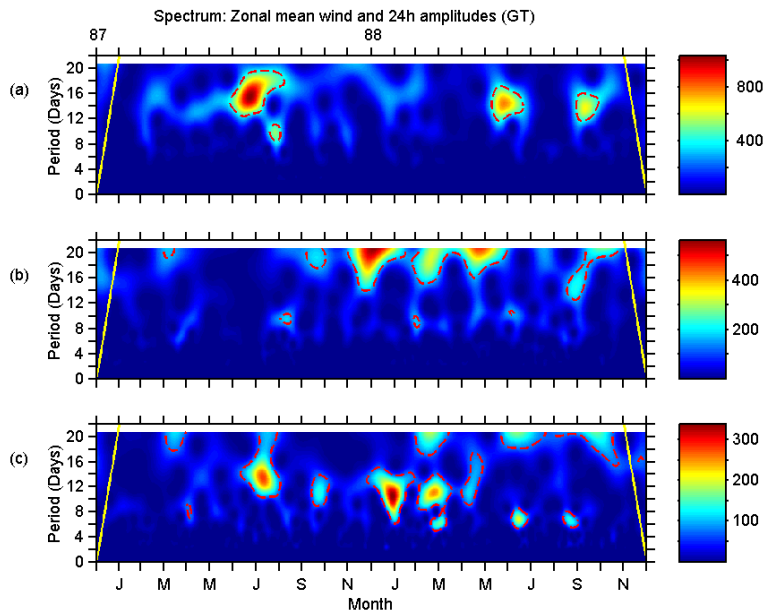 Spectrum: Zonal mean wind and 24h amplitudes (GT)
87 88
(a)
Period (Days)
20
16
12
8
4
0
800
400
(b)
Period (Days)
20
16
12
8
4
0
400
200
(c)
Period (Days)
20
16
12
8
4
0
300
200
100
J M M J S N J M M J S N
Month